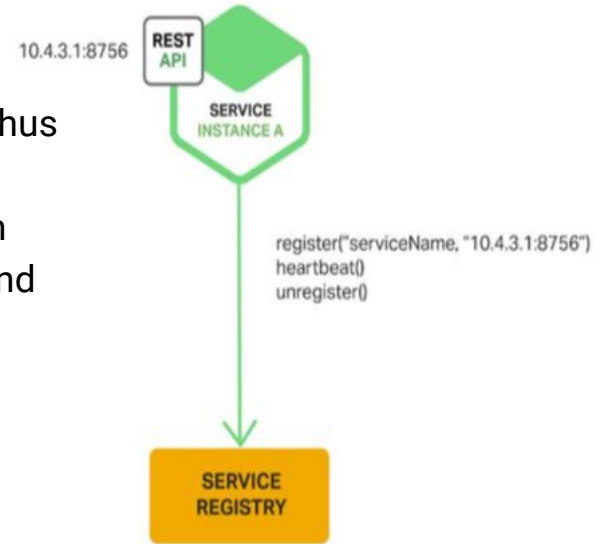 10.4.3.1:8756
REST
API
SERVICE
INSTANCE A
hus
nd
register("serviceName, "10.4.3.1:8756")
heartbeat()
unregister()
SERVICE
REGISTRY